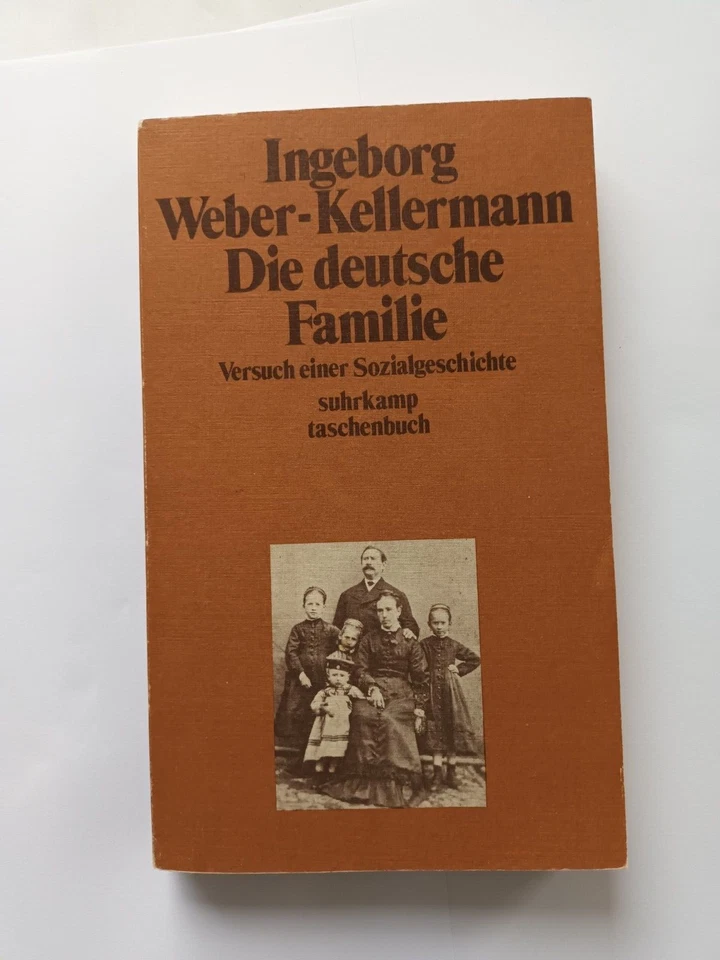 Ingeborg
Weber-Kellermann
Die deutsche
Familie
Versuch einer Sozialgeschichte
suhrkamp
taschenbuch